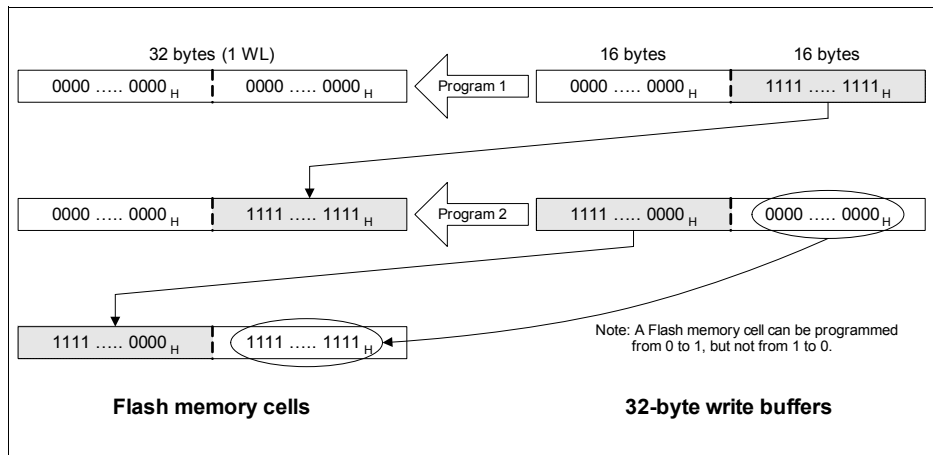 32 bytes (1 WL)
16 bytes
16 bytes
0000 ..... 0000 H
0000 ..... 0000 H
Program 1
0000 ..... 0000 H
1111 ..... 1111 H
0000 ..... 0000 H
1111 ..... 1111 H
Program 2
1111 ..... 0000 H
0000 ..... 0000 H
1111 ..... 0000 H
1111 ..... 1111 H
Note: A Flash memory cell can be programmed
from 0 to 1, but not from 1 to 0.
Flash memory cells
32-byte write buffers